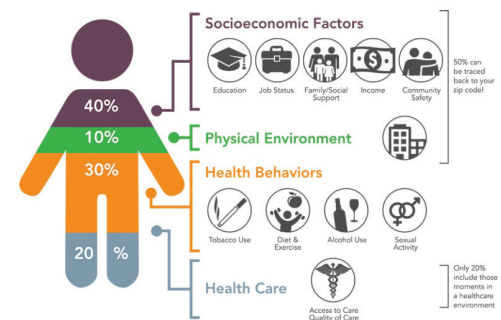 Socioeconomic Factors
40%
Education
Job Status
Family/Social
Support
Income
Community
Safety
50% can
be traced
back to your
zip code!
10%
Physical Environment
30%
Health Behaviors
Tobacco Use
Diet &
Exercise
Alcohol Use
Sexual
Activity
20 %
Health Care
Access to Care
Quality of Care
Only 20%
include those
moments in
a healthcare
environment